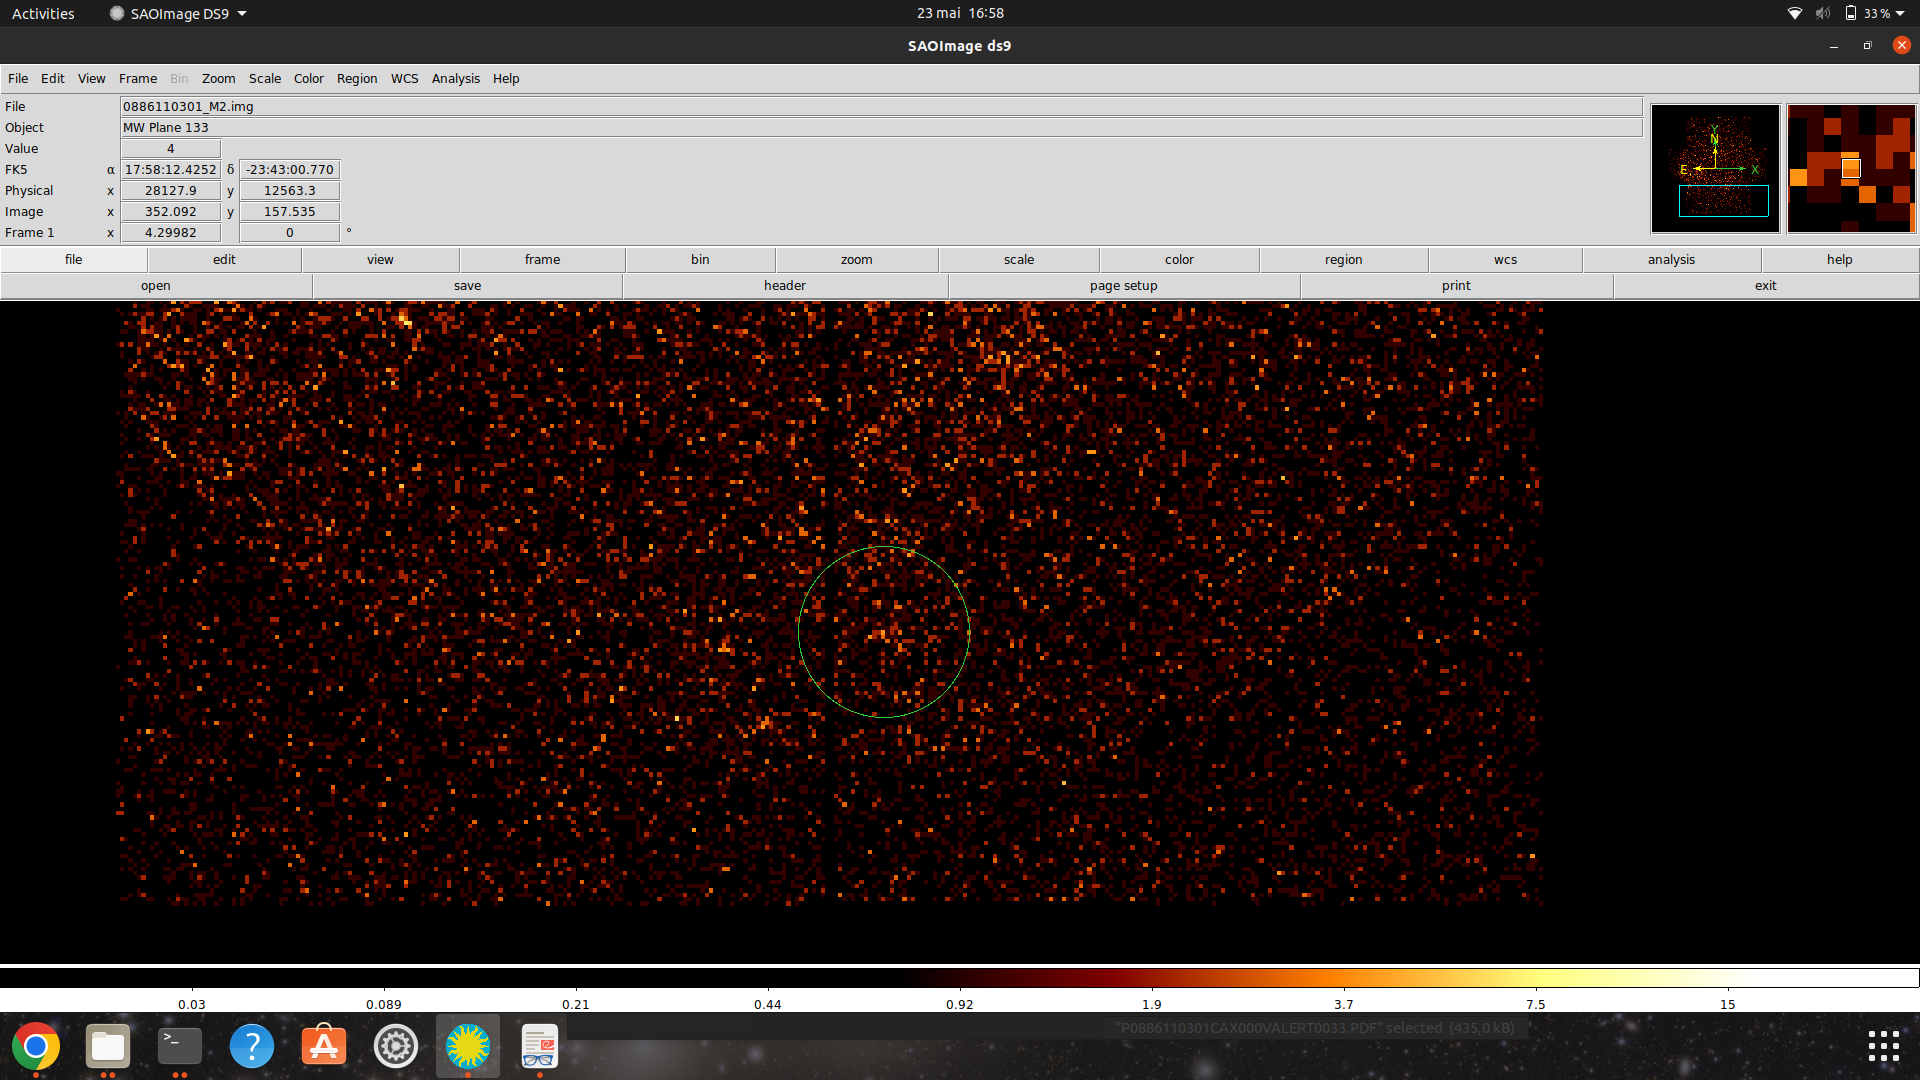 Activities SAOImage DS9 23 mai 16:58 33 %
SAOImage ds9
File Edit View Frame Bin Zoom Scale Color Region WCS Analysis Help
File 0886110301_M2.img
Object MW Plane 133
Value 4
FK5 α 17:58:12.4252 δ -23:43:00.770
Physical x 28127.9 y 12563.3
Image x 352.092 y 157.535
Frame 1 x 4.29982 0 °
Y
N
E X
file edit view frame bin zoom scale color region wcs analysis help
open save header page setup print exit
0.03 0.089 0.21 0.44 0.92 1.9 3.7 7.5 15
"P0886110301CAX000VALERT0033.PDF" selected (435,0 kB)